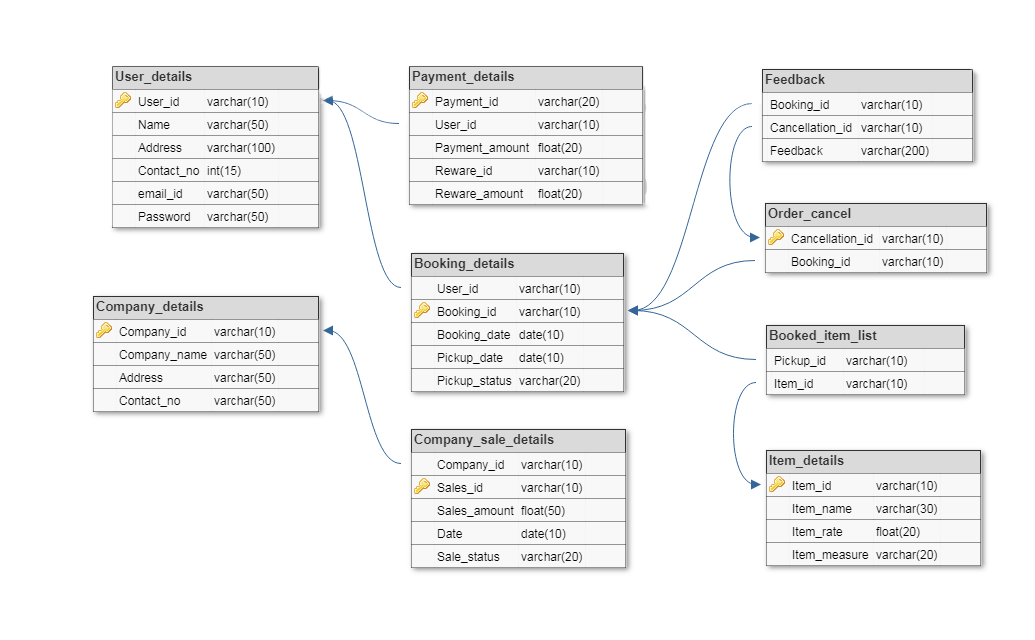 User_details
User_id varchar(10)
Name varchar(50)
Address varchar(100)
Contact_no int(15)
email_id varchar(50)
Password varchar(50)
Payment_details
Payment_id varchar(20)
User_id varchar(10)
Payment_amount float(20)
Reware_id varchar(10)
Reware_amount float(20)
Feedback
Booking_id varchar(10)
Cancellation_id varchar(10)
Feedback varchar(200)
Order_cancel
Cancellation_id varchar(10)
Booking_id varchar(10)
Booking_details
User_id varchar(10)
Booking_id varchar(10)
Booking_date date(10)
Pickup_date date(10)
Pickup_status varchar(20)
Company_details
Company_id varchar(10)
Company_name varchar(50)
Address varchar(50)
Contact_no varchar(50)
Booked_item_list
Pickup_id varchar(10)
Item_id varchar(10)
Company_sale_details
Company_id varchar(10)
Sales_id varchar(10)
Sales_amount float(50)
Date date(10)
Sale_status varchar(20)
Item_details
Item_id varchar(10)
Item_name varchar(30)
Item_rate float(20)
Item_measure varchar(20)